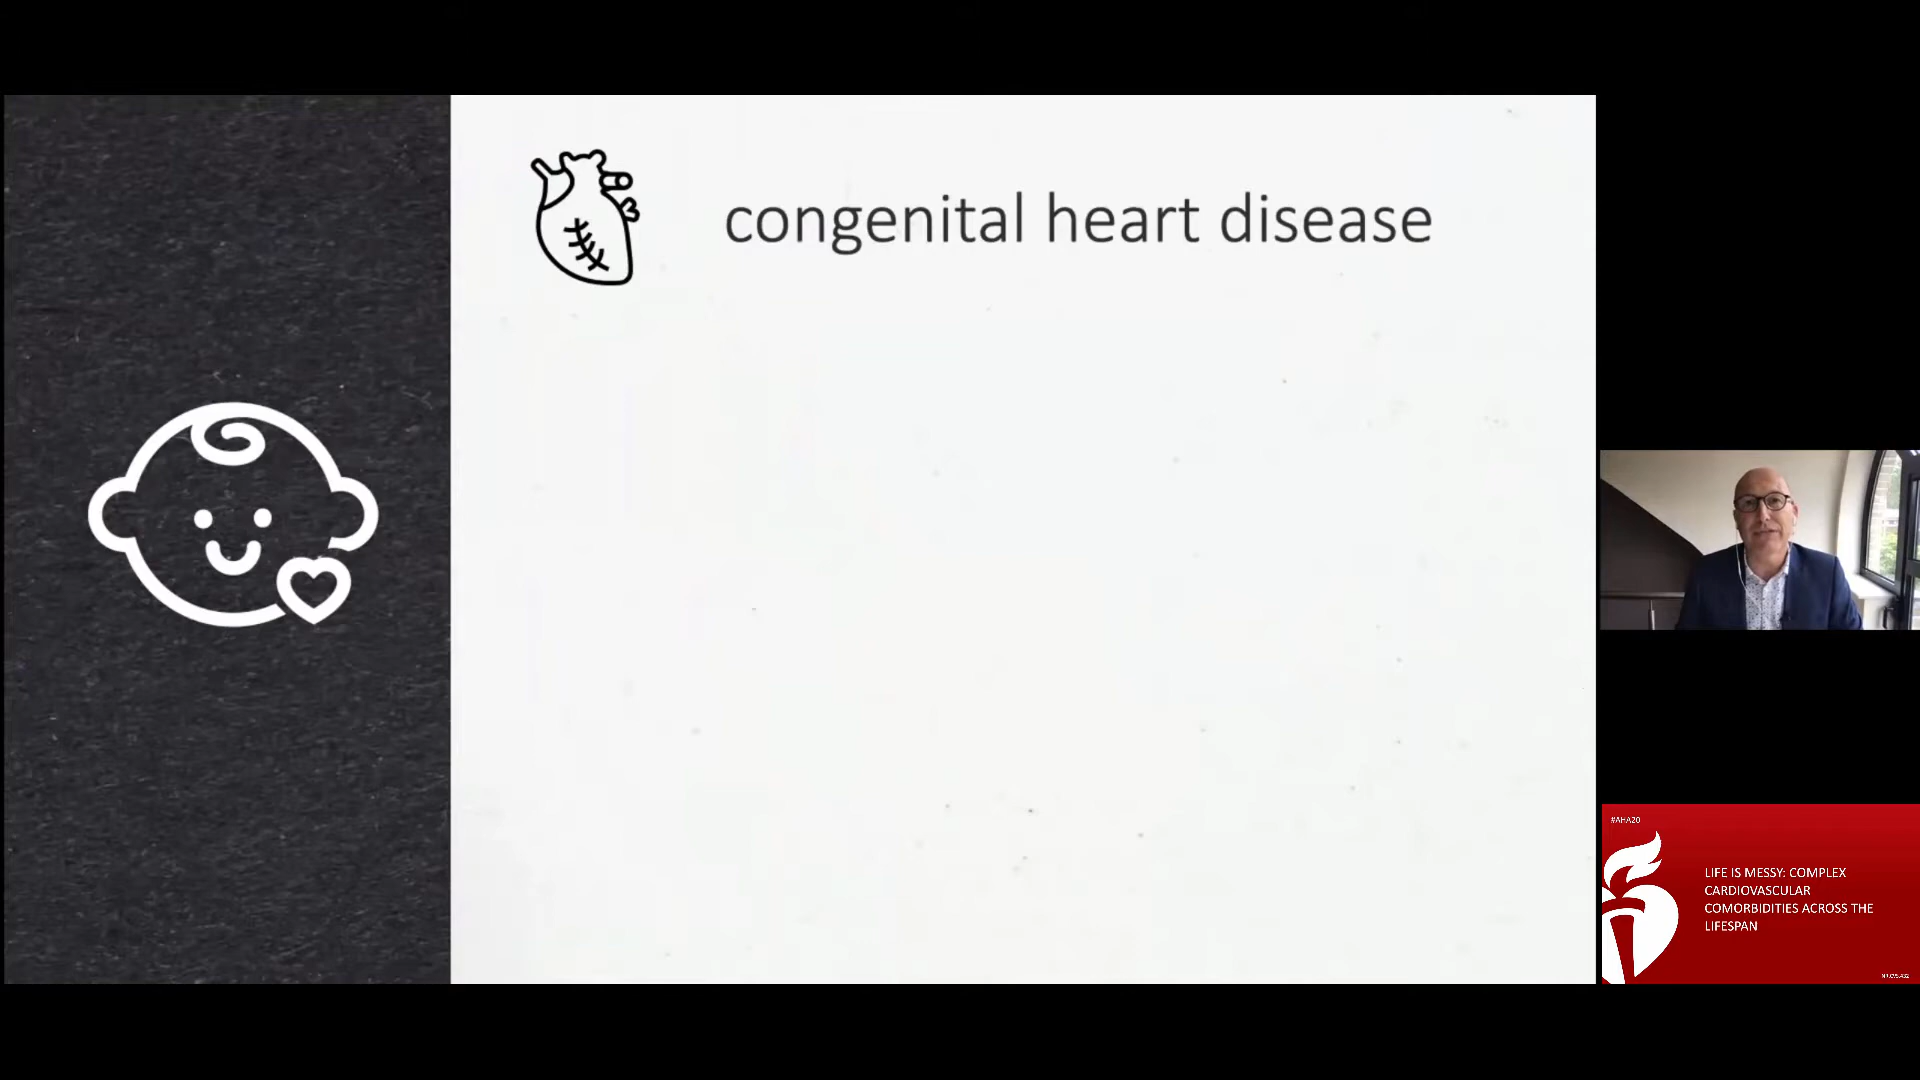 congenital heart disease
#AHA20
LIFE IS MESSY: COMPLEX
CARDIOVASCULAR
COMORBIDITIES ACROSS THE
LIFESPAN